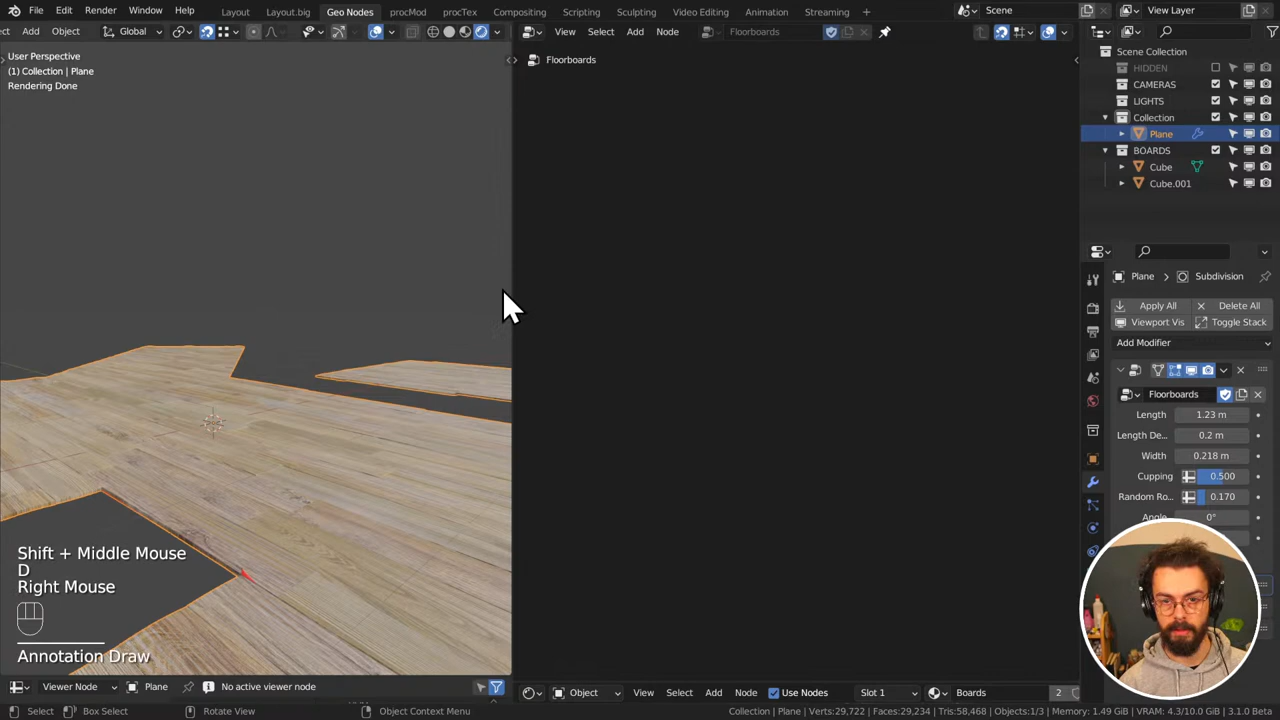 File Edit Render Window Help Layout Layout.big Geo Nodes procMod procTex Compositing Scripting Sculpting Video Editing Animation Streaming + Scene View Layer
ct Add Object Global View Select Add Node Floorboards
User Perspective
(1) Collection | Plane
Rendering Done
Floorboards
Scene Collection
HIDDEN
CAMERAS
LIGHTS
Collection
Plane
BOARDS
Cube
Cube.001
Plane > Subdivision
Apply All Delete All
Viewport Vis Toggle Stack
Add Modifier
Floorboards
Length 1.23 m
Length De... 0.2 m
Width 0.218 m
Cupping 0.500
Random Ro... 0.170
Angle 0°
Shift + Middle Mouse
D
Right Mouse
Annotation Draw
Viewer Node Plane No active viewer node Object View Select Add Node Use Nodes Slot 1 Boards 2
Select Box Select Rotate View Object Context Menu Collection | Plane | Verts:29,722 | Faces:29,234 | Tris:58,468 | Objects:1/3 | Memory: 1.49 GiB | VRAM: 4.3/10.0 GiB | 3.1.0 Beta